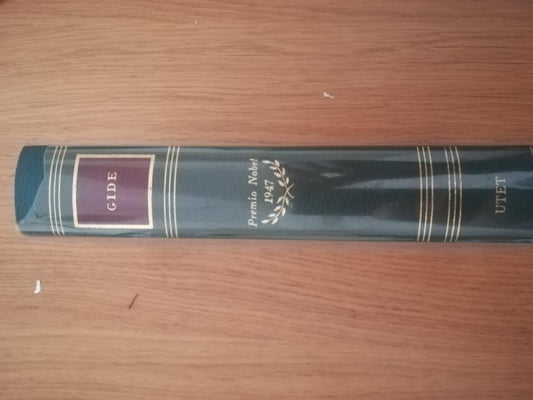 GIDE
Premio Nobel
1947
UTET